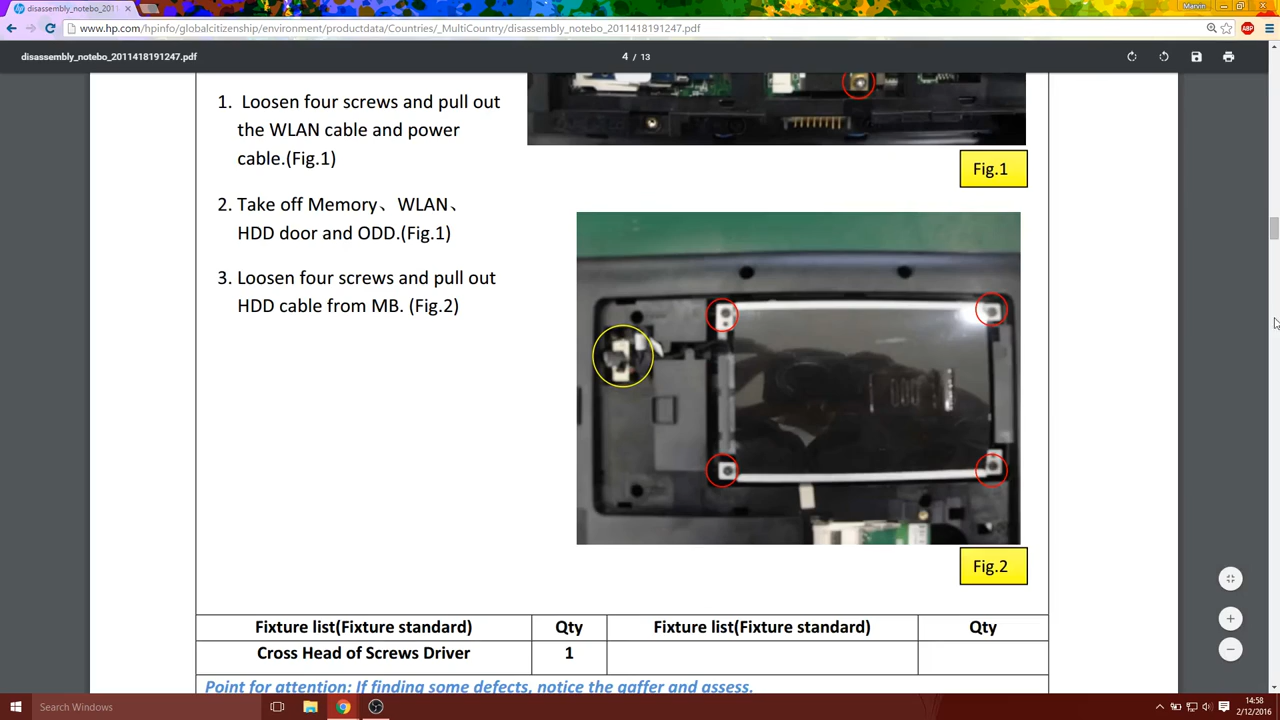 disassembly_notebo_2011
Marvin
www.hp.com/hpinfo/globalcitizenship/environment/productdata/Countries/_MultiCountry/disassembly_notebo_2011418191247.pdf
ABP
disassembly_notebo_2011418191247.pdf
4 / 13
1. Loosen four screws and pull out
the WLAN cable and power
cable.(Fig.1)
Fig.1
2. Take off Memory、WLAN、
HDD door and ODD.(Fig.1)
3. Loosen four screws and pull out
HDD cable from MB. (Fig.2)
Fig.2
Fixture list(Fixture standard)
Qty
Fixture list(Fixture standard)
Qty
Cross Head of Screws Driver
1
Point for attention: If finding some defects, notice the gaffer and assess.
Search Windows
14:58
2/12/2016